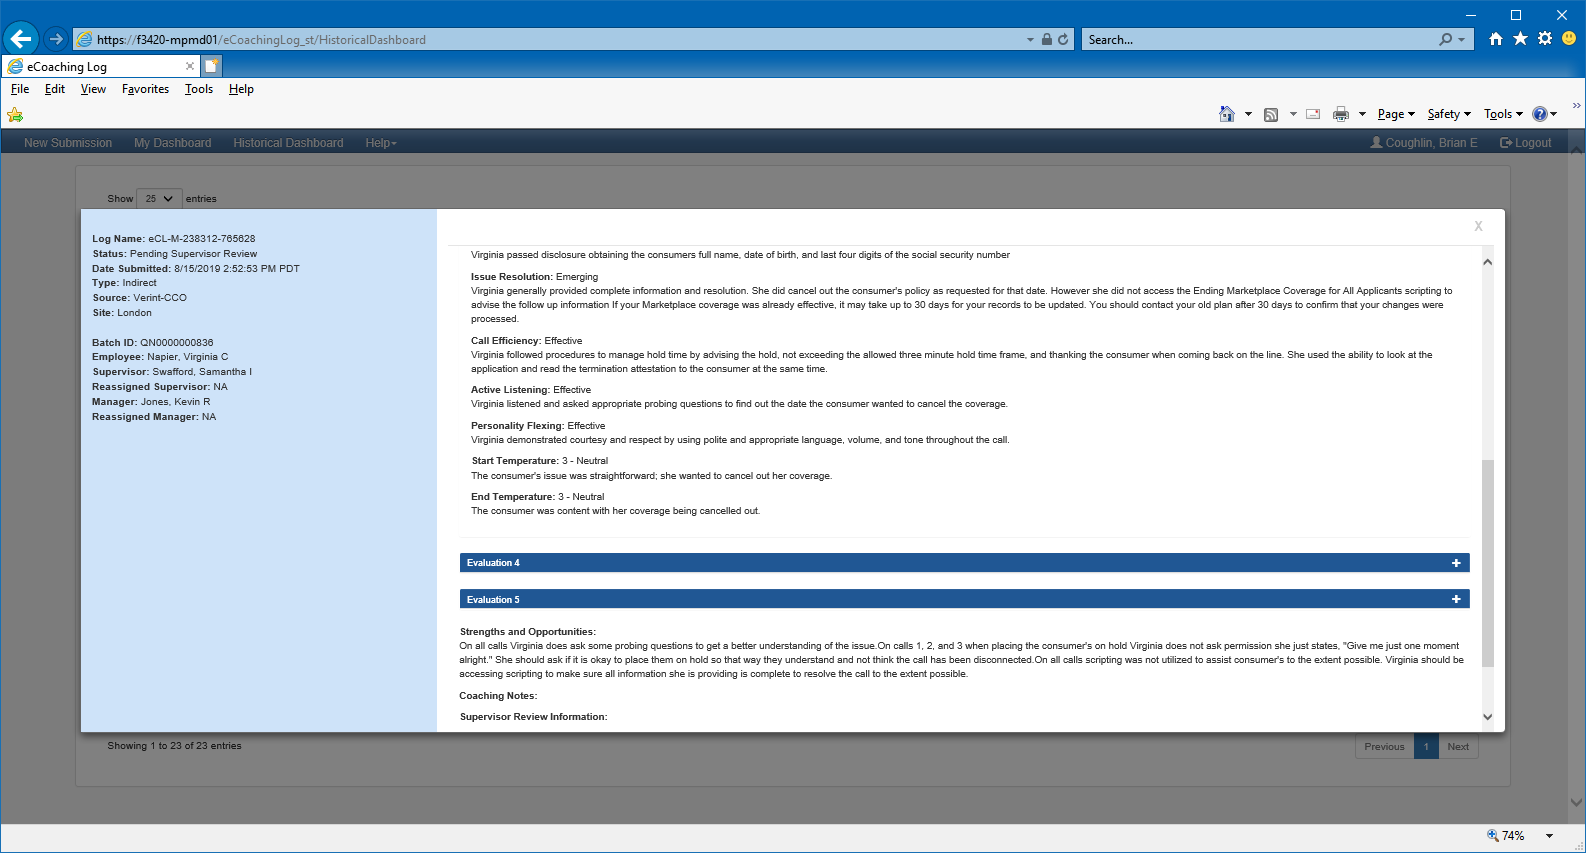 https://f3420-mpmd01/eCoachingLog_st/HistoricalDashboard
Search...
eCoaching Log
File Edit View Favorites Tools Help
Page Safety Tools
New Submission My Dashboard Historical Dashboard Help
Coughlin, Brian E Logout
Show 25 entries
X
Log Name: eCL-M-238312-765628
Status: Pending Supervisor Review
Date Submitted: 8/15/2019 2:52:53 PM PDT
Type: Indirect
Source: Verint-CCO
Site: London
Batch ID: QN0000000836
Employee: Napier, Virginia C
Supervisor: Swafford, Samantha I
Reassigned Supervisor: NA
Manager: Jones, Kevin R
Reassigned Manager: NA
Virginia passed disclosure obtaining the consumers full name, date of birth, and last four digits of the social security number
Issue Resolution: Emerging
Virginia generally provided complete information and resolution. She did cancel out the consumer's policy as requested for that date. However she did not access the Ending Marketplace Coverage for All Applicants scripting to
advise the follow up information If your Marketplace coverage was already effective, it may take up to 30 days for your records to be updated. You should contact your old plan after 30 days to confirm that your changes were
processed.
Call Efficiency: Effective
Virginia followed procedures to manage hold time by advising the hold, not exceeding the allowed three minute hold time frame, and thanking the consumer when coming back on the line. She used the ability to look at the
application and read the termination attestation to the consumer at the same time.
Active Listening: Effective
Virginia listened and asked appropriate probing questions to find out the date the consumer wanted to cancel the coverage.
Personality Flexing: Effective
Virginia demonstrated courtesy and respect by using polite and appropriate language, volume, and tone throughout the call.
Start Temperature: 3 - Neutral
The consumer's issue was straightforward; she wanted to cancel out her coverage.
End Temperature: 3 - Neutral
The consumer was content with her coverage being cancelled out.
Evaluation 4
Evaluation 5
Strengths and Opportunities:
On all calls Virginia does ask some probing questions to get a better understanding of the issue.On calls 1, 2, and 3 when placing the consumer's on hold Virginia does not ask permission she just states, "Give me just one moment
alright." She should ask if it is okay to place them on hold so that way they understand and not think the call has been disconnected.On all calls scripting was not utilized to assist consumer's to the extent possible. Virginia should be
accessing scripting to make sure all information she is providing is complete to resolve the call to the extent possible.
Coaching Notes:
Supervisor Review Information:
Showing 1 to 23 of 23 entries
Previous 1 Next
74%